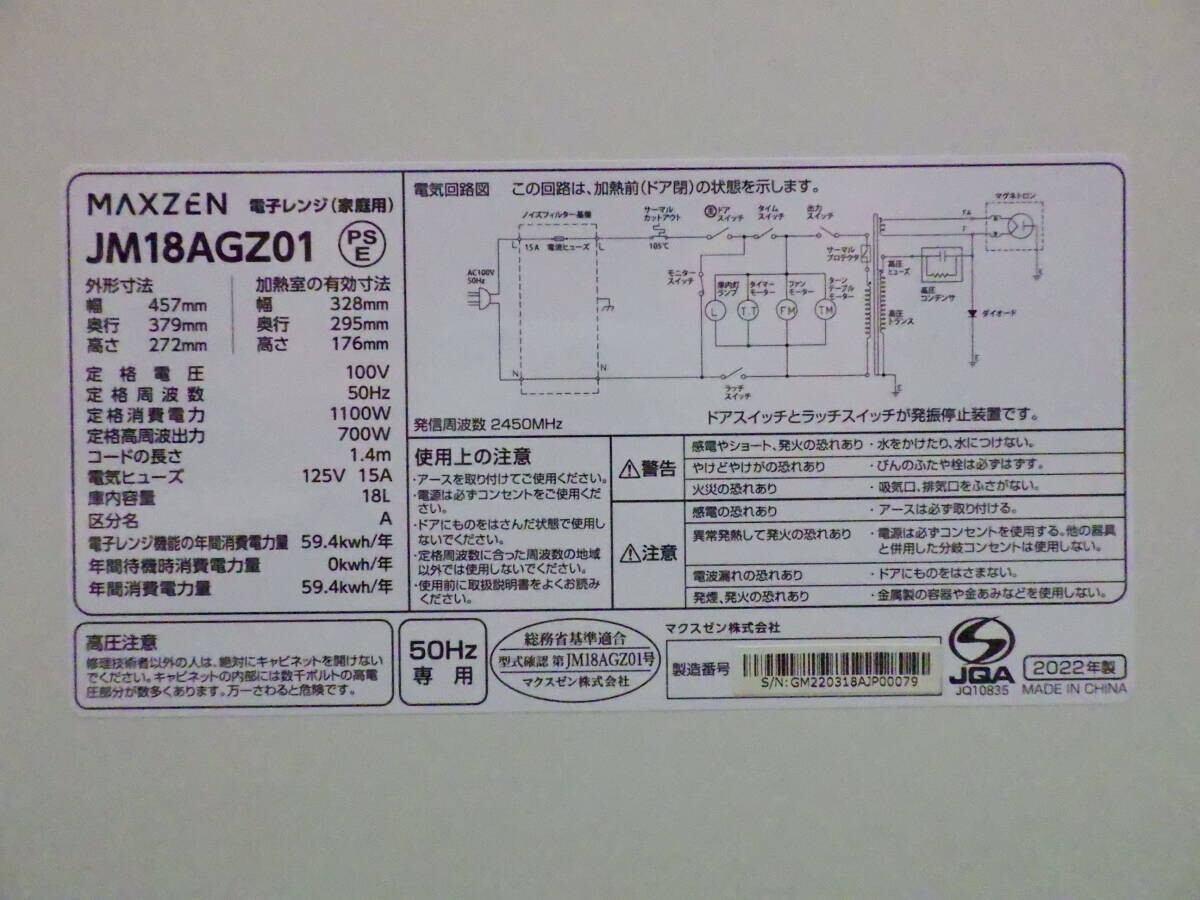 MAXZEN 電子レンジ(家庭用)
JM18AGZ01 PSE
外形寸法
幅 457mm
奥行 379mm
高さ 272mm
加熱室の有効寸法
幅 328mm
奥行 295mm
高さ 176mm
定格電圧 100V
定格周波数 50Hz
定格消費電力 1100W
定格高周波出力 700W
コードの長さ 1.4m
電気ヒューズ 125V 15A
庫内容量 18L
区分名 A
電子レンジ機能の年間消費電力量 59.4kwh/年
年間待機時消費電力量 0kwh/年
年間消費電力量 59.4kwh/年
電気回路図 この回路は、加熱前(ドア閉)の状態を示します。
マグネトロン
ノイズフィルター基板
サーマル
カットアウト
105℃
ドア
スイッチ
タイム
スイッチ
出力
スイッチ
FA
F
L
15A 電流ヒューズ
L
AC100V
50Hz
モニター
スイッチ
庫内灯
ランプ
タイマー
モーター
ファン
モーター
ターン
テーブル
モーター
L
T.T
FM
TM
サーマル
プロテクタ
高圧
ヒューズ
高圧
コンデンサ
高圧
トランス
ダイオード
N
N
ラッチ
スイッチ
E
E
E
発信周波数 2450MHz
ドアスイッチとラッチスイッチが発振停止装置です。
使用上の注意
・アースを取り付けてご使用ください。
・電源は必ずコンセントをご使用くだ
さい。
・ドアにものをはさんだ状態で使用し
ないでください。
・定格周波数に合った周波数の地域
以外では使用しないでください。
・使用前に取扱説明書をよくお読み
ください。
警告
感電やショート、発火の恐れあり ・水をかけたり、水につけない。
やけどやけがの恐れあり ・びんのふたや栓は必ずはずす。
火災の恐れあり ・吸気口、排気口をふさがない。
注意
感電の恐れあり ・アースは必ず取り付ける。
異常発熱して発火の恐れあり ・電源は必ずコンセントを使用する。他の器具
と併用した分岐コンセントは使用しない。
電波漏れの恐れあり ・ドアにものをはさまない。
発煙、発火の恐れあり ・金属製の容器や金あみなどを使用しない。
高圧注意
修理技術者以外の人は、絶対にキャビネットを開けない
でください。キャビネットの内部には数千ボルトの高電
圧部分が数多くあります。万一さわると危険です。
50Hz
専用
総務省基準適合
型式確認 第JM18AGZ01号
マクスゼン株式会社
マクスゼン株式会社
製造番号
S/N:GM220318AJP00079
JQA
JQ10835
2022年製
MADE IN CHINA